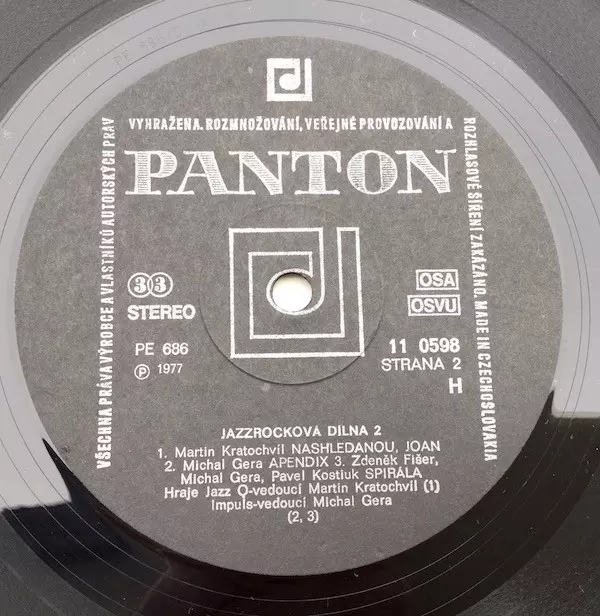 VYHRAŽENA. ROZMNOŽOVÁNÍ, VEŘEJNÉ PROVOZOVÁNÍ A
VŠECHNA PRÁVA VÝROBCE A VLASTNÍKŮ AUTORSKÝCH PRÁV
ROZHLASOVÉ ŠÍŘENÍ ZAKÁZÁNO. MADE IN CZECHOSLOVAKIA
PANTON
33
STEREO
OSA
OSVU
PE 686
Ⓟ 1977
11 0598
STRANA 2
H
JAZZROCKOVÁ DÍLNA 2
1. Martin Kratochvíl NASHLEDANOU, JOAN
2. Michal Gera APENDIX 3. Zdeněk Fišer,
Michal Gera, Pavel Kostiuk SPIRÁLA
Hraje Jazz Q-vedoucí Martin Kratochvíl (1)
Impuls-vedoucí Michal Gera
(2, 3)